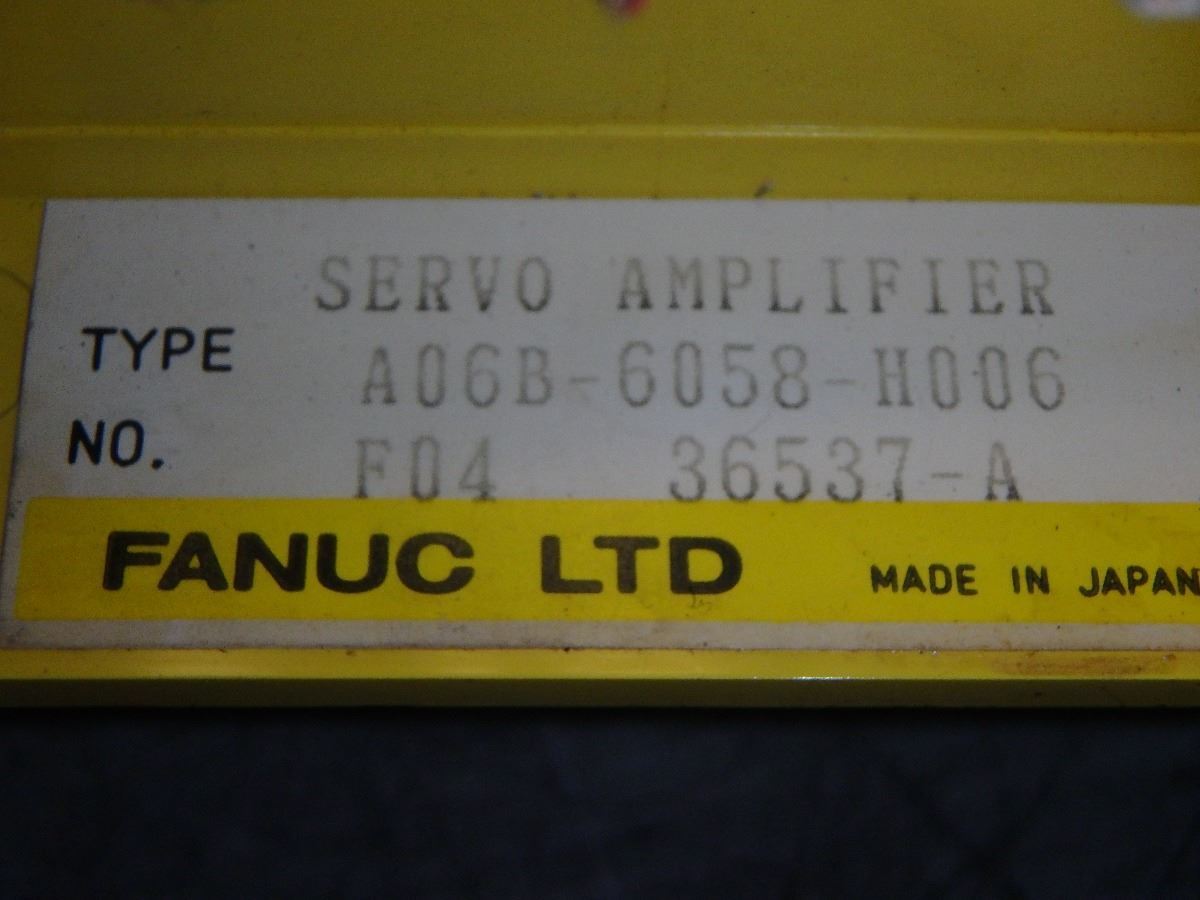 SERVO AMPLIFIER
TYPE A06B-6058-H006
NO. F04 36537-A
FANUC LTD MADE IN JAPAN